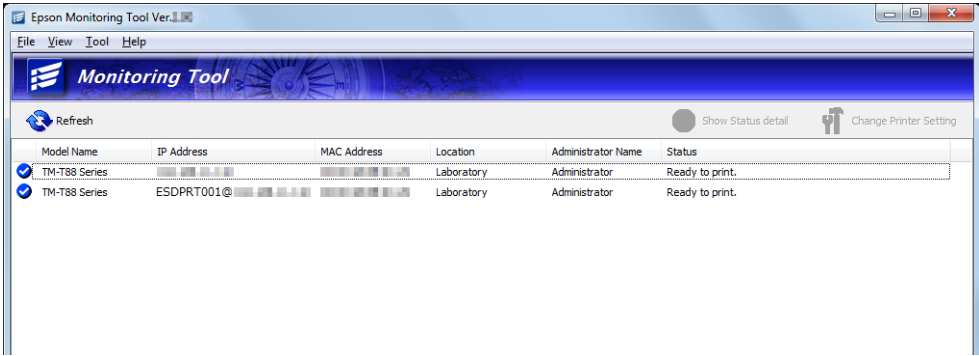 Epson Monitoring Tool Ver.
File View Tool Help
Monitoring Tool
Refresh Show Status detail Change Printer Setting
Model Name IP Address MAC Address Location Administrator Name Status
TM-T88 Series Laboratory Administrator Ready to print.
TM-T88 Series ESDPRT001@ Laboratory Administrator Ready to print.